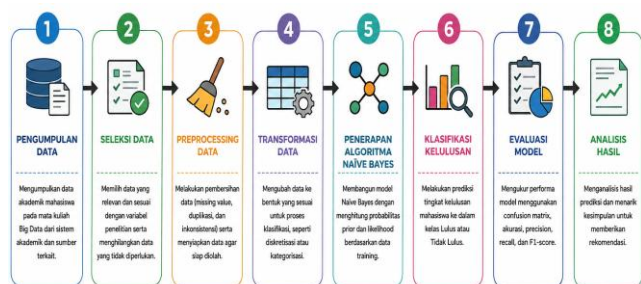 1
PENGUMPULAN
DATA
Mengumpulkan data
akademik mahasiswa
pada mata kuliah
Big Data dari sistem
akademik dan sumber
terkait.
2
SELEKSI DATA
Memilih data yang
relevan dan sesuai
dengan variabel
penelitian serta
menghilangkan data
yang tidak diperlukan.
3
PREPROCESSING
DATA
Melakukan pembersihan
data (missing value,
duplikasi, dan
inkonsistensi) serta
menyiapkan data agar
siap diolah.
4
TRANSFORMASI
DATA
Mengubah data ke
bentuk yang sesuai
untuk proses
klasifikasi, seperti
diskretisasi atau
kategorisasi.
5
PENERAPAN
ALGORITMA
NAÏVE BAYES
Membangun model
Naive Bayes dengan
menghitung probabilitas
prior dan likelihood
berdasarkan data
training.
6
KLASIFIKASI
KELULUSAN
Melakukan prediksi
tingkat kelulusan
mahasiswa ke dalam
kelas Lulus atau
Tidak Lulus.
7
EVALUASI
MODEL
Mengukur performa
model menggunakan
confusion matrix,
akurasi, precision,
recall, dan F1-score.
8
ANALISIS
HASIL
Menganalisis hasil
prediksi dan menarik
kesimpulan untuk
memberikan
rekomendasi.